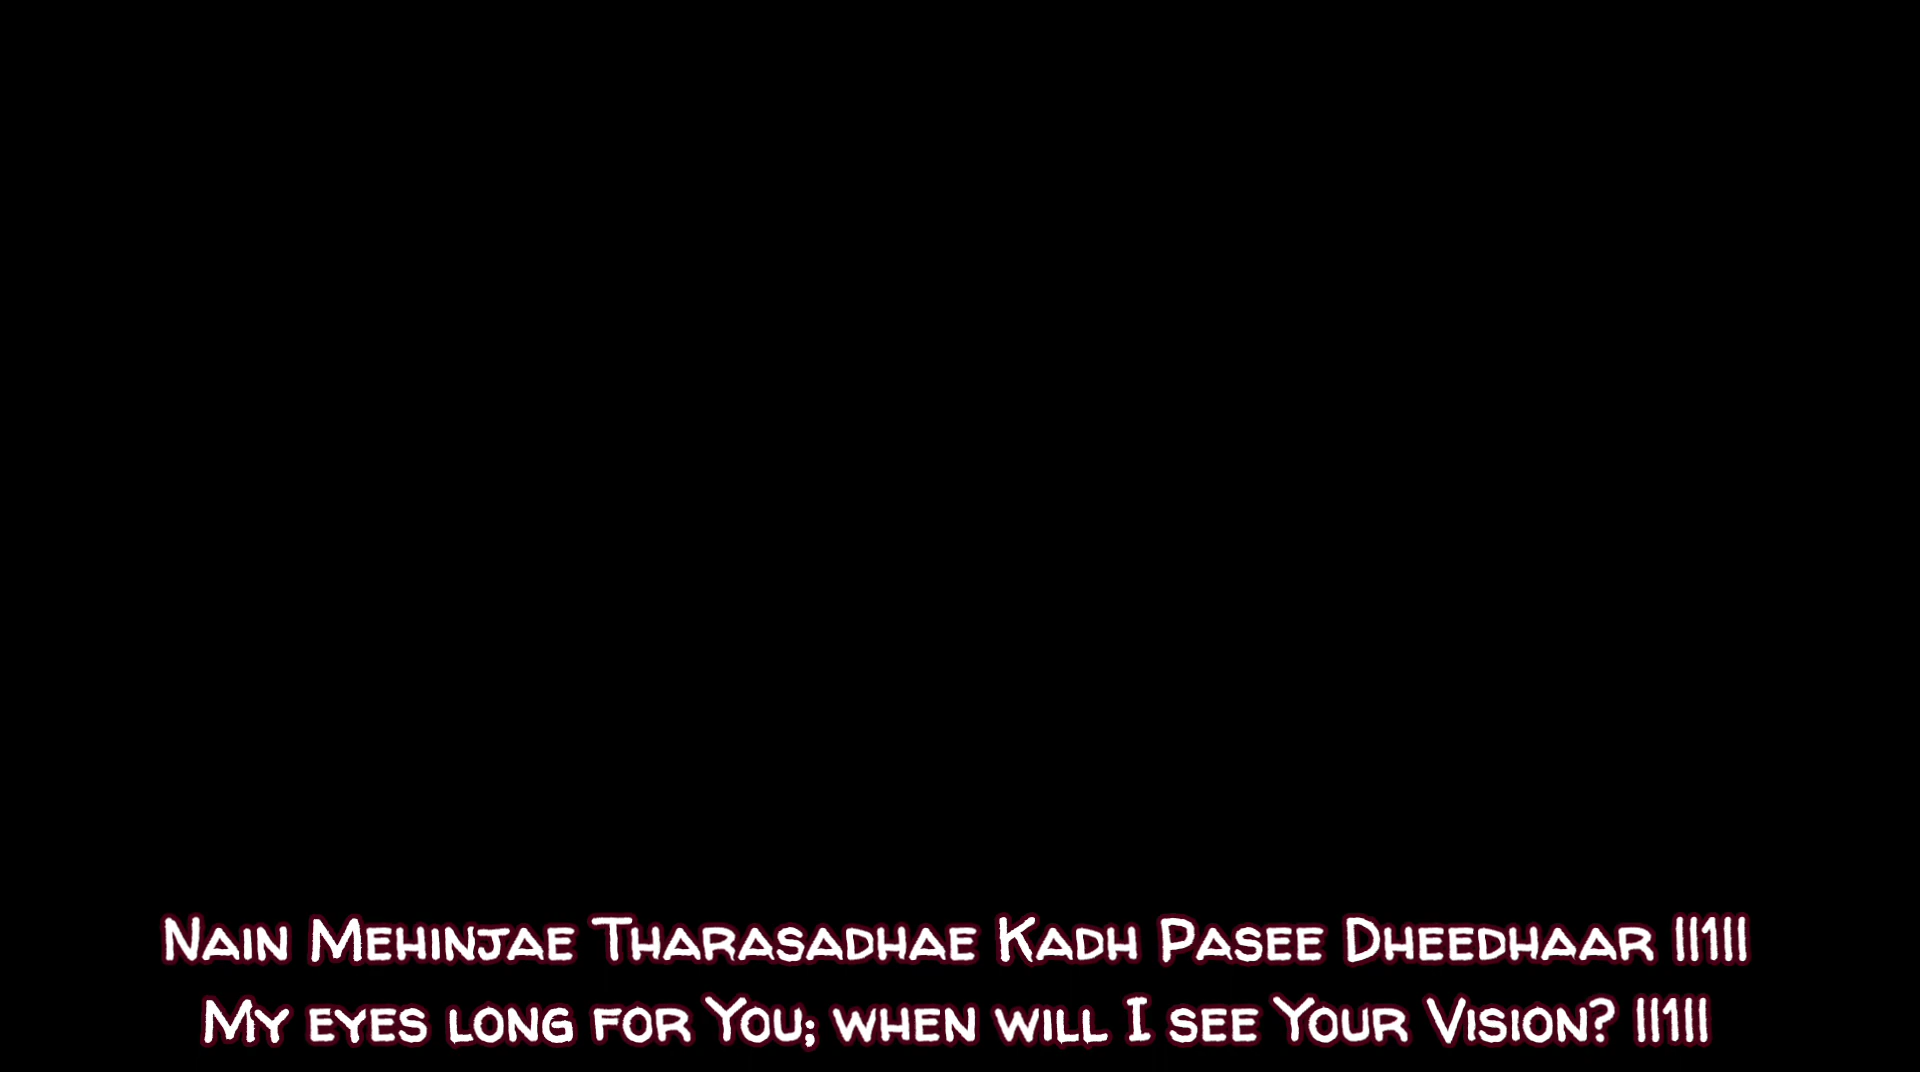 Nain Mehinjae Tharasadhae Kadh Pasee Dheedhaar ||1||
My eyes long for You; when will I see Your Vision? ||1||